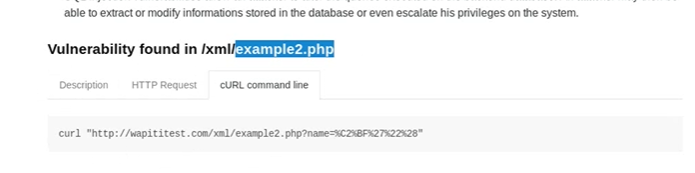 able to extract or modify informations stored in the database or even escalate his privileges on the system.
Vulnerability found in /xml/example2.php
Description HTTP Request cURL command line
curl "http://wapititest.com/xml/example2.php?name=%C2%BF%27%22%28"